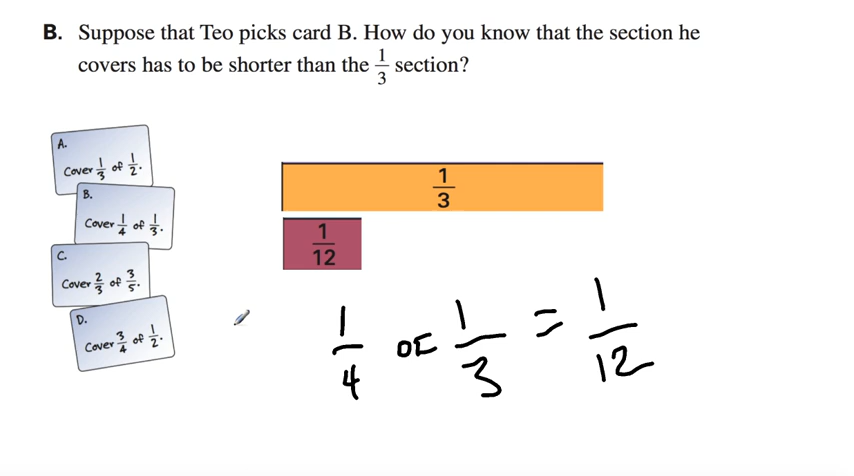 B. Suppose that Teo picks card B. How do you know that the section he
covers has to be shorter than the 1/3 section?
A.
Cover 1/3 of 1/2.
B.
Cover 1/4 of 1/3.
C.
Cover 2/3 of 3/5.
D.
Cover 3/4 of 1/2.
1/3
1/12
1/4 of 1/3 = 1/12